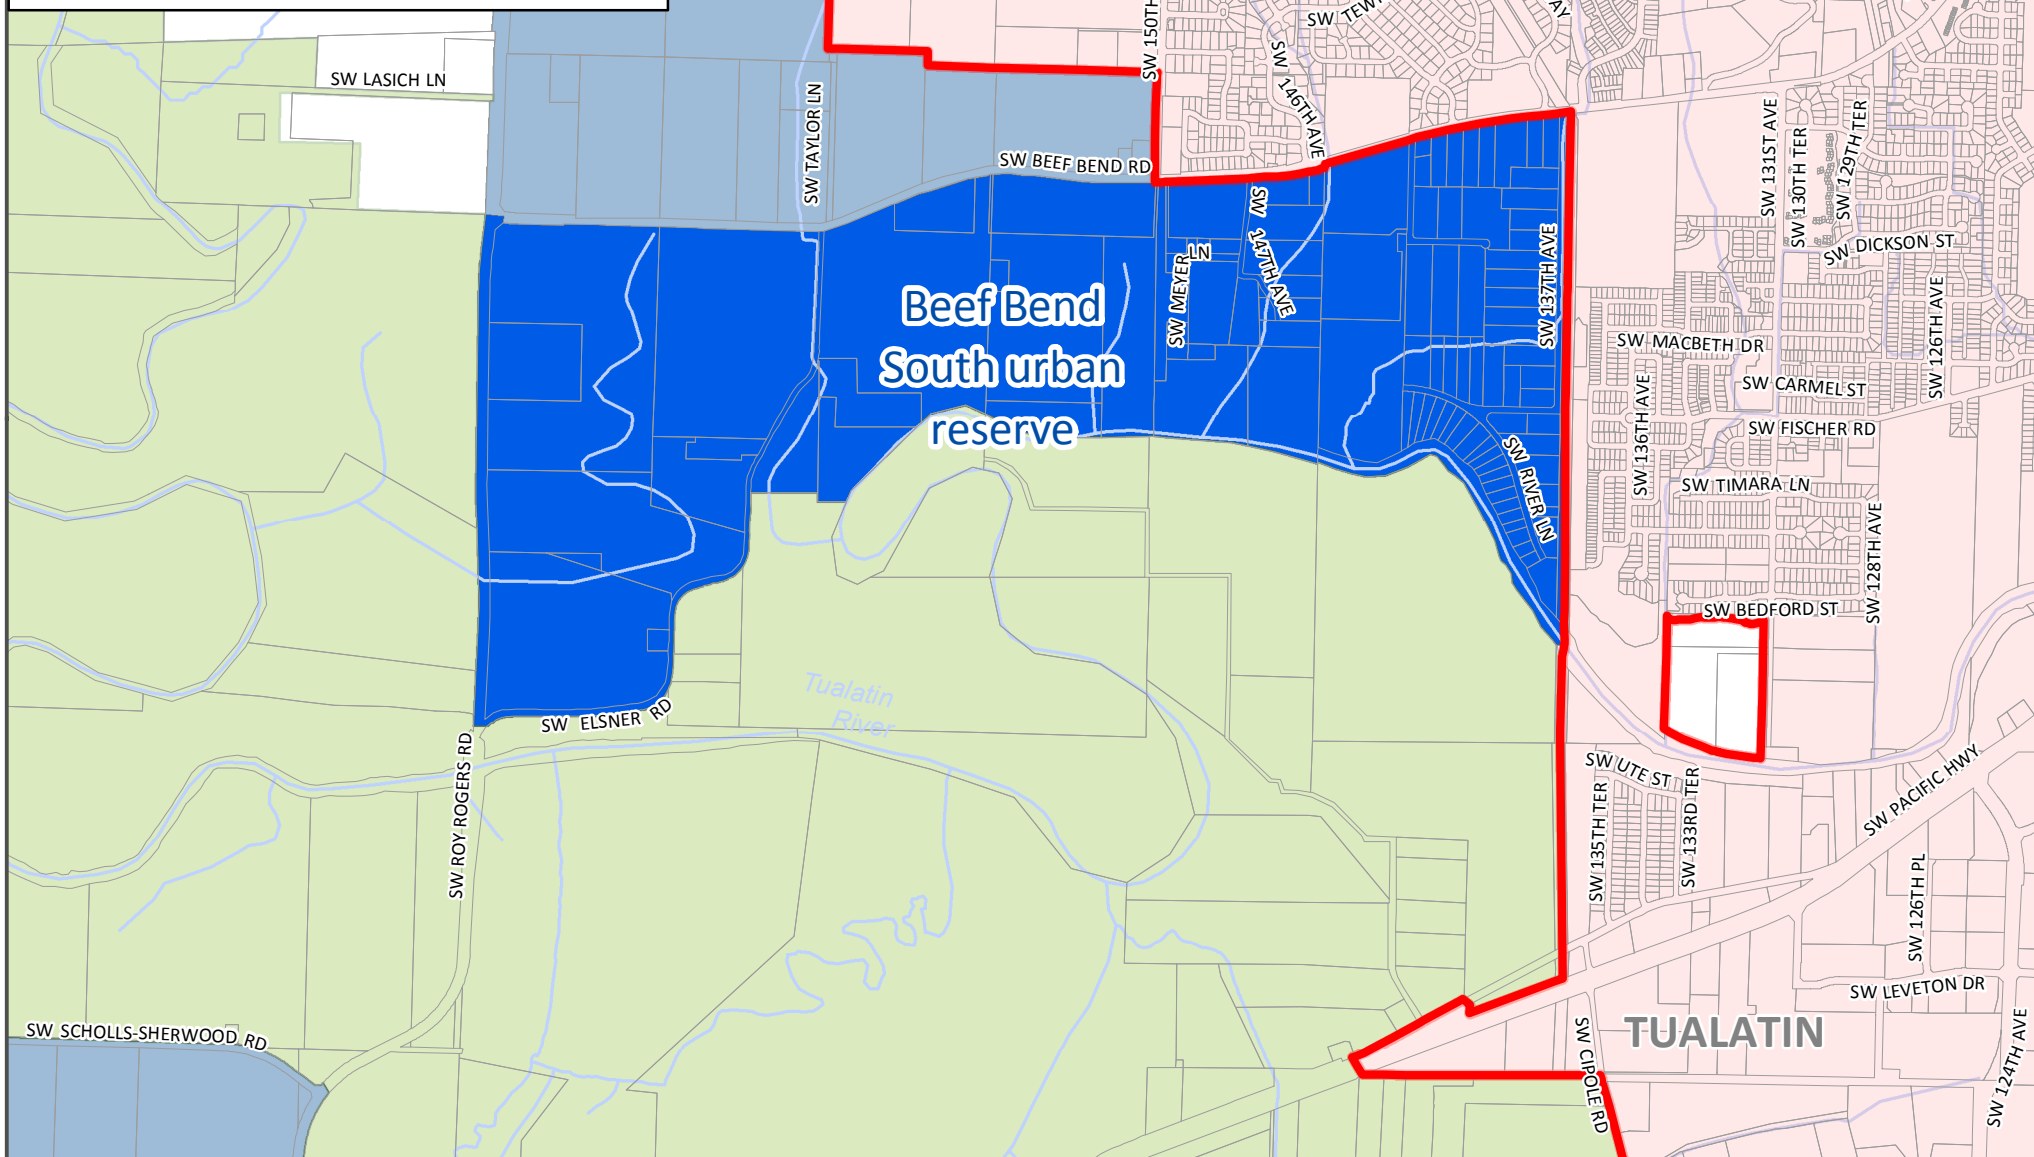 SW 150TH
SW TEW
AY
SW LASICH LN
SW TAYLOR LN
SW 146TH AVE
SW BEEF BEND RD
SW 131ST AVE
SW 130TH TER
SW 129TH TER
SW DICKSON ST
SW 147TH AVE
SW MEYER LN
SW 137TH AVE
SW 126TH AVE
Beef Bend
South urban
reserve
SW MACBETH DR
SW CARMEL ST
SW 136TH AVE
SW FISCHER RD
SW RIVER LN
SW TIMARA LN
SW 128TH AVE
SW BEDFORD ST
Tualatin
River
SW ELSNER RD
SW ROY ROGERS RD
SW UTE ST
SW 135TH TER
SW 133RD TER
SW PACIFIC HWY
SW 126TH PL
SW LEVETON DR
SW SCHOLLS-SHERWOOD RD
TUALATIN
SW CIPOLE RD
SW 124TH AVE